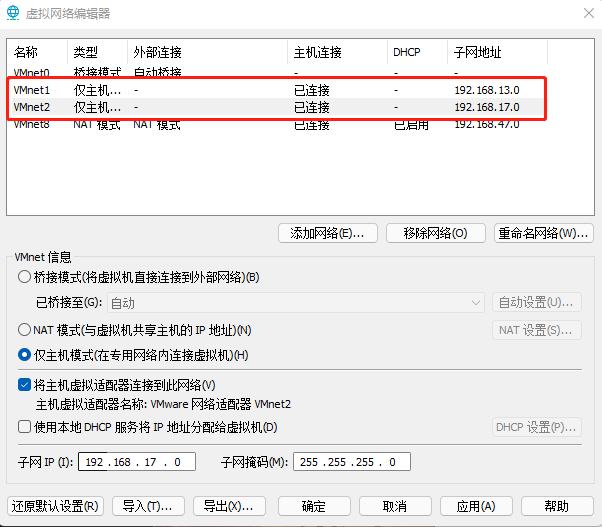 虚拟网络编辑器
名称 类型 外部连接 主机连接 DHCP 子网地址
VMnet0 桥接模式 自动桥接 - - -
VMnet1 仅主机... - 已连接 - 192.168.13.0
VMnet2 仅主机... - 已连接 - 192.168.17.0
VMnet8 NAT 模式 NAT 模式 已连接 已启用 192.168.47.0
添加网络(E)... 移除网络(O) 重命名网络(W)...
VMnet 信息
桥接模式(将虚拟机直接连接到外部网络)(B)
已桥接至(G): 自动 自动设置(U)...
NAT 模式(与虚拟机共享主机的 IP 地址)(N) NAT 设置(S)...
仅主机模式(在专用网络内连接虚拟机)(H)
将主机虚拟适配器连接到此网络(V)
主机虚拟适配器名称: VMware 网络适配器 VMnet2
使用本地 DHCP 服务将 IP 地址分配给虚拟机(D) DHCP 设置(P)...
子网 IP (I): 192 . 168 . 17 . 0 子网掩码(M): 255 . 255 . 255 . 0
还原默认设置(R) 导入(T)... 导出(X)... 确定 取消 应用(A) 帮助